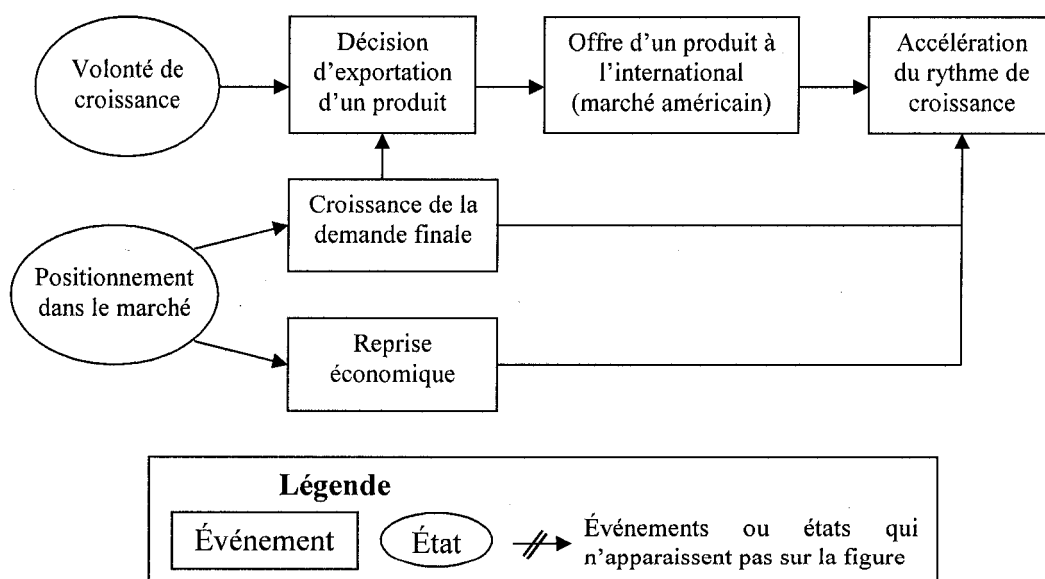 Volonté de
croissance
Décision
d'exportation
d'un produit
Offre d'un produit à
l'international
(marché américain)
Accélération
du rythme de
croissance
Croissance de la
demande finale
Positionnement
dans le marché
Reprise
économique
Légende
Événement
État
Événements ou états qui
n'apparaissent pas sur la figure